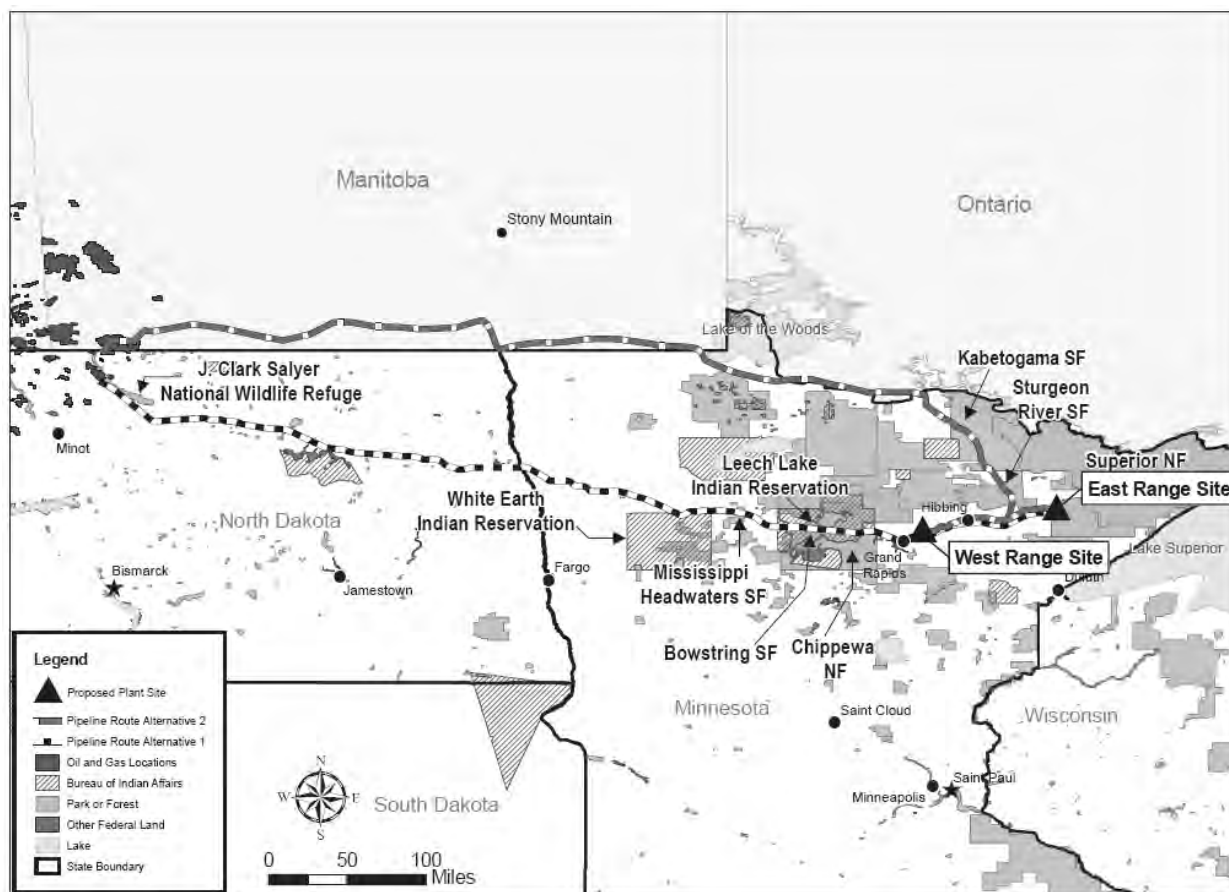 Manitoba
Stony Mountain
Ontario
Lake of the Woods
J. Clark Salyer
National Wildlife Refuge
Kabetogama SF
Sturgeon
River SF
Minot
Leech Lake
Indian Reservation
Superior NF
East Range Site
White Earth
Indian Reservation
Hibbing
North Dakota
West Range Site
Grand
Rapids
Lake Superior
Bismarck
Jamestown
Fargo
Mississippi
Headwaters SF
Duluth
Bowstring SF
Chippewa
NF
Minnesota
Saint Cloud
Wisconsin
Saint Paul
Minneapolis
South Dakota
Legend
Proposed Plant Site
Pipeline Route Alternative 2
Pipeline Route Alternative 1
Oil and Gas Locations
Bureau of Indian Affairs
Park or Forest
Other Federal Land
Lake
State Boundary
N
W
E
S
0 50 100
Miles